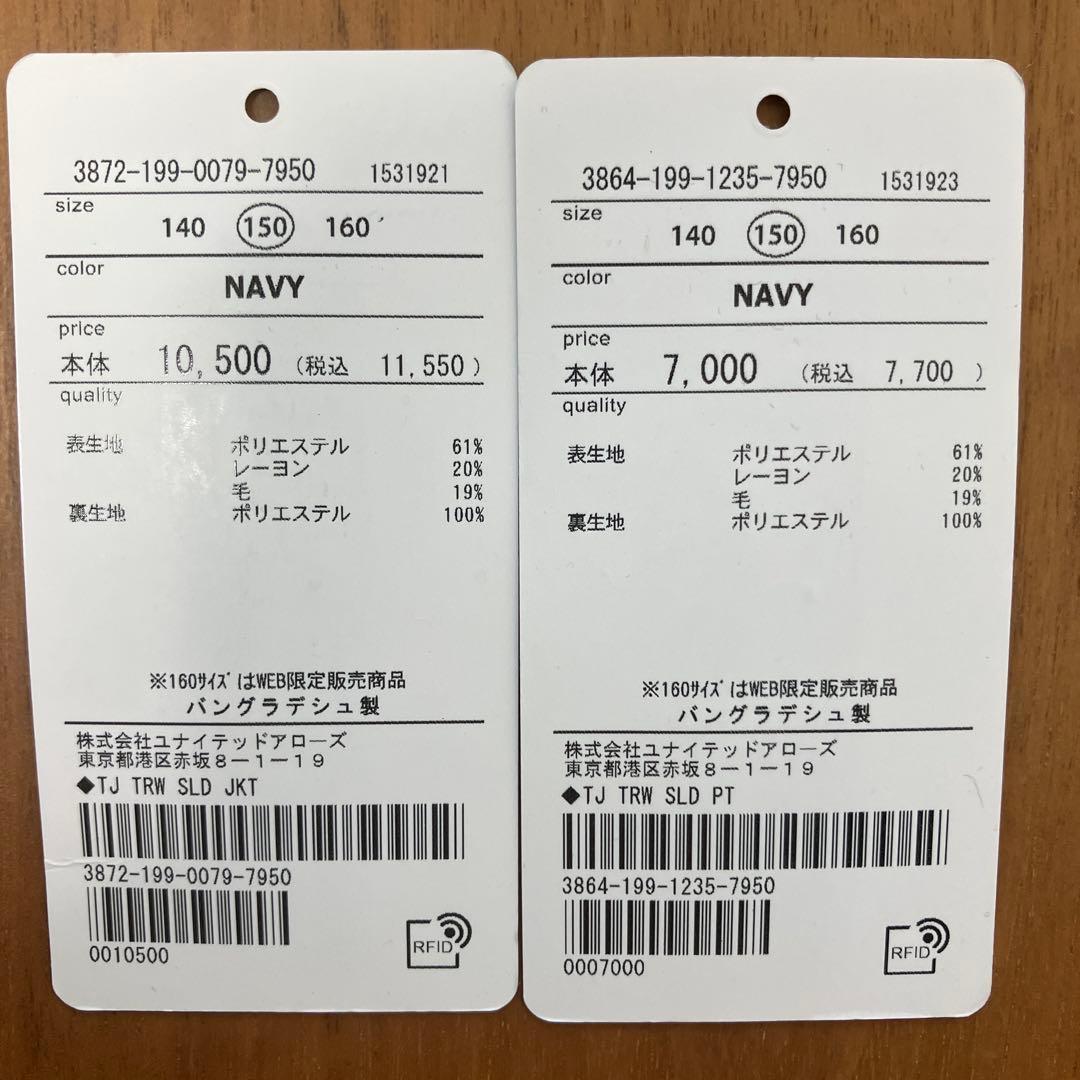 3872-199-0079-7950 1531921
size
140 150 160
color
NAVY
price
本体 10,500 (税込 11,550)
quality
表生地 ポリエステル 61%
レーヨン 20%
毛 19%
裏生地 ポリエステル 100%
※160サイズはWEB限定販売商品
バングラデシュ製
株式会社ユナイテッドアローズ
東京都港区赤坂8-1-19
◆TJ TRW SLD JKT
3872-199-0079-7950
0010500
RFID
3864-199-1235-7950 1531923
size
140 150 160
color
NAVY
price
本体 7,000 (税込 7,700 )
quality
表生地 ポリエステル 61%
レーヨン 20%
毛 19%
裏生地 ポリエステル 100%
※160サイズはWEB限定販売商品
バングラデシュ製
株式会社ユナイテッドアローズ
東京都港区赤坂8-1-19
◆TJ TRW SLD PT
3864-199-1235-7950
0007000
RFID